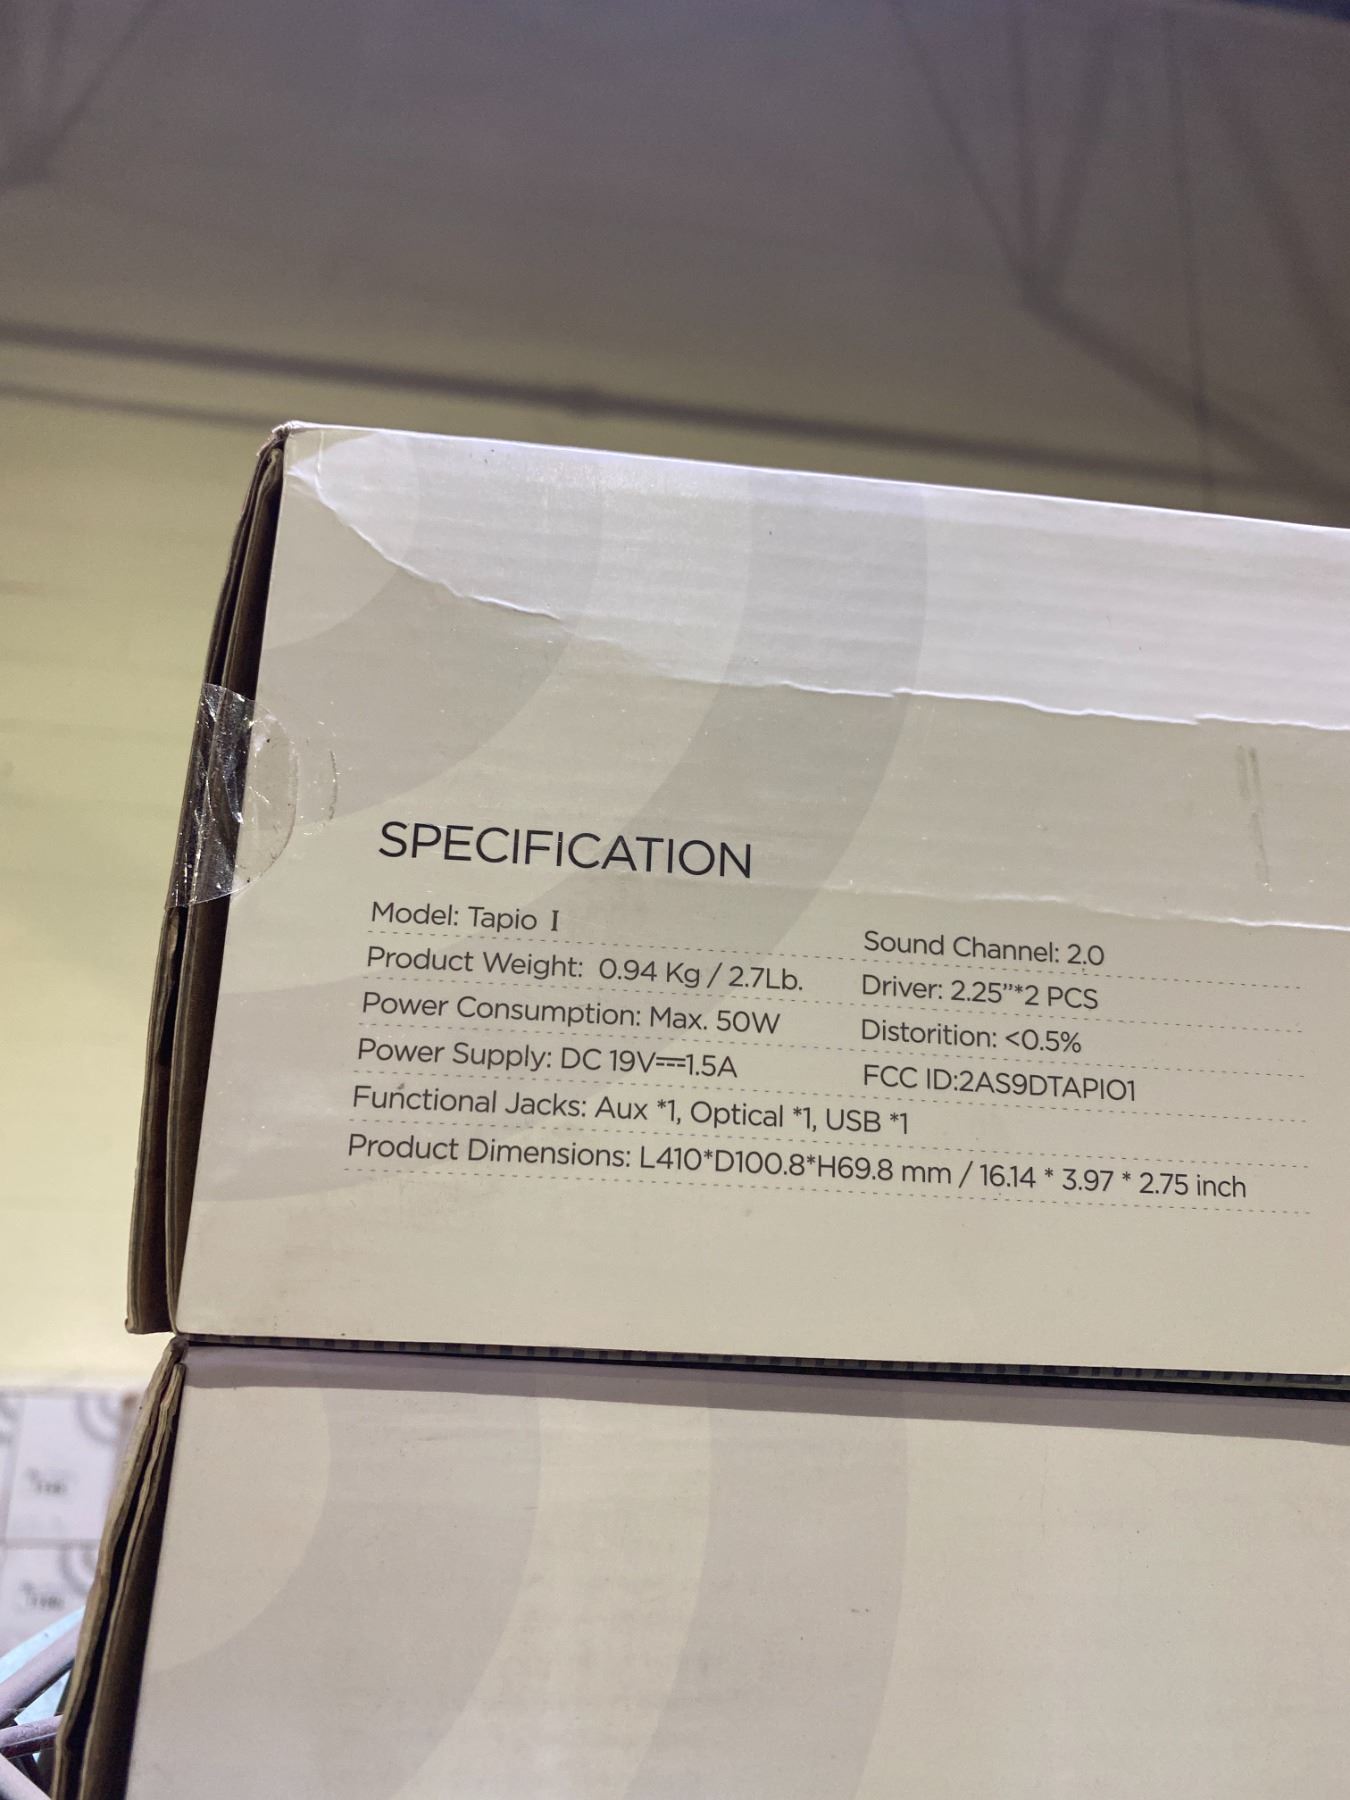 SPECIFICATION
Model: Tapio I
Product Weight: 0.94 Kg / 2.7Lb.
Power Consumption: Max. 50W
Power Supply: DC 19V⎓1.5A
Functional Jacks: Aux *1, Optical *1, USB *1
Product Dimensions: L410*D100.8*H69.8 mm / 16.14 * 3.97 * 2.75 inch
Sound Channel: 2.0
Driver: 2.25”*2 PCS
Distorition: <0.5%
FCC ID:2AS9DTAPIO1